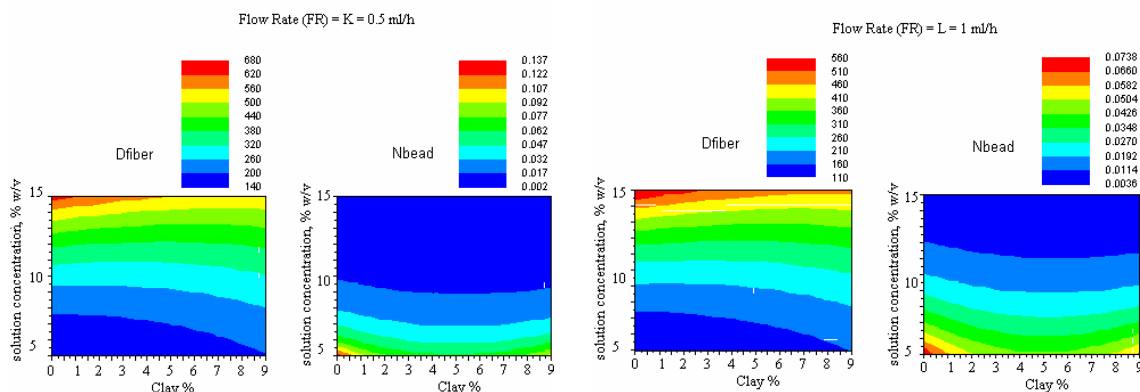 Flow Rate (FR) = K = 0.5 ml/h
680
620
560
500
440
380
320
260
200
140
Dfiber
0.137
0.122
0.107
0.092
0.077
0.062
0.047
0.032
0.017
0.002
Nbead
solution concentration, % w/v
15
10
5
0 1 2 3 4 5 6 7 8 9
Clay %
solution concentration, % w/v
15
10
5
0 1 2 3 4 5 6 7 8 9
Clay %
Flow Rate (FR) = L = 1 ml/h
560
510
460
410
360
310
260
210
160
110
Dfiber
0.0738
0.0660
0.0582
0.0504
0.0426
0.0348
0.0270
0.0192
0.0114
0.0036
Nbead
solution concentration, % w/v
15
10
5
0 1 2 3 4 5 6 7 8 9
Clay %
solution concentration, % w/v
15
10
5
0 1 2 3 4 5 6 7 8 9
Clay %